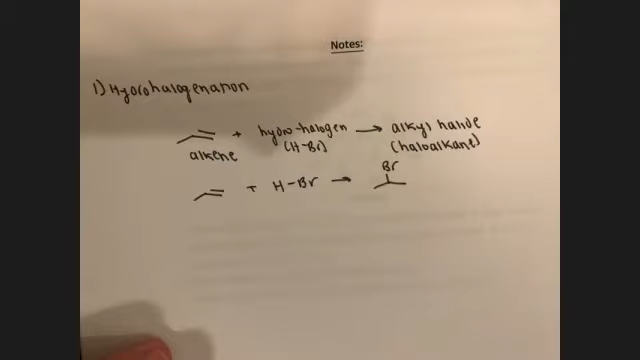 Notes:
1) Hydrohalogenation
+ hydro-halogen → alkyl halide
alkene (H-Br) (haloalkane)
Br
+ H-Br →